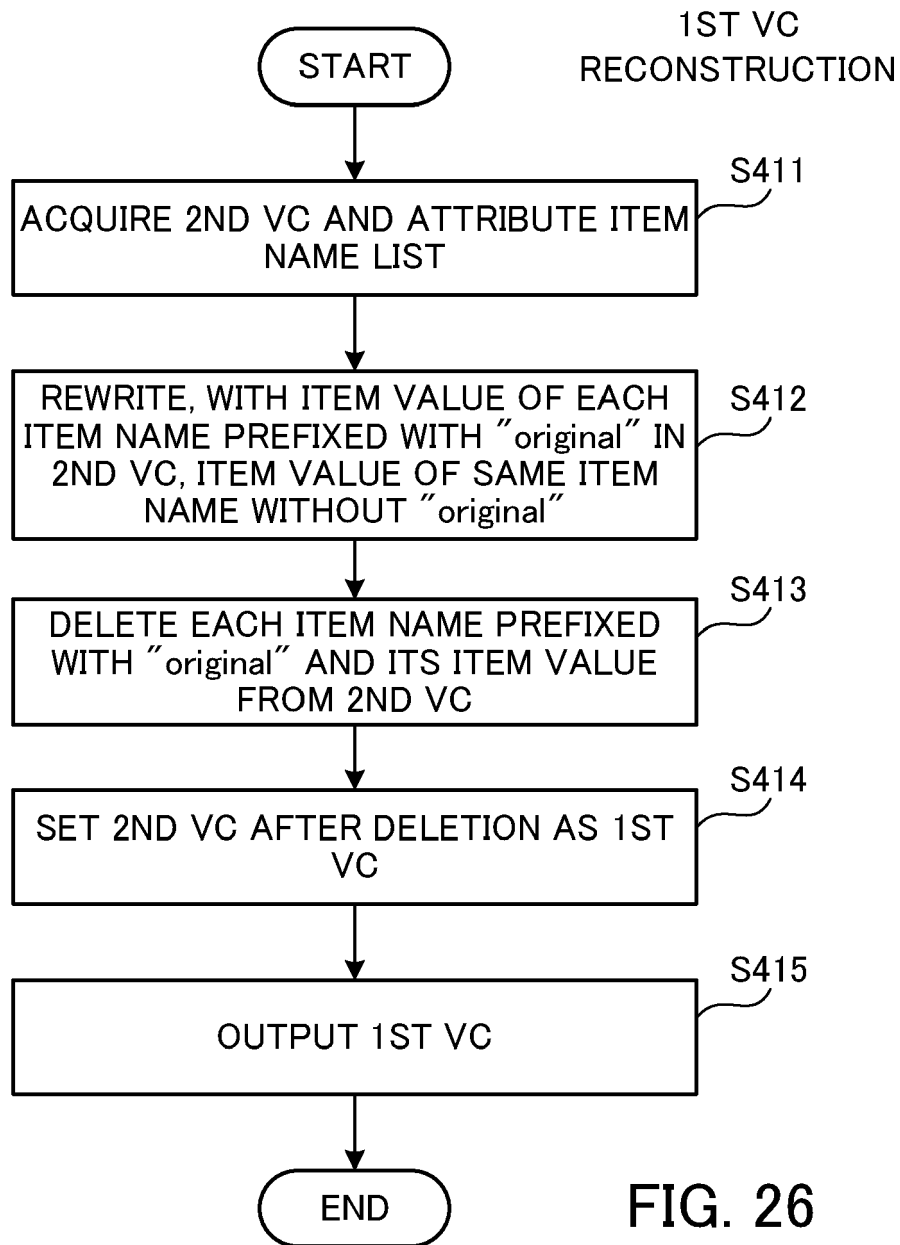 1ST VC
RECONSTRUCTION
START
S411
ACQUIRE 2ND VC AND ATTRIBUTE ITEM
NAME LIST
S412
REWRITE, WITH ITEM VALUE OF EACH
ITEM NAME PREFIXED WITH "original" IN
2ND VC, ITEM VALUE OF SAME ITEM
NAME WITHOUT "original"
S413
DELETE EACH ITEM NAME PREFIXED
WITH "original" AND ITS ITEM VALUE
FROM 2ND VC
S414
SET 2ND VC AFTER DELETION AS 1ST
VC
S415
OUTPUT 1ST VC
END
FIG. 26